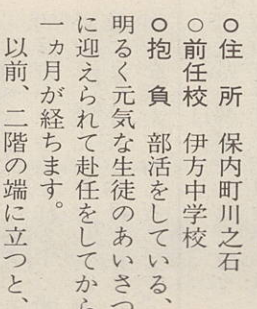 ○住　所　保内町川之石
○前任校　伊方中学校
○抱　負　部活をしている、
明るく元気な生徒のあいさつ
に迎えられて赴任をしてから
一ヵ月が経ちます。
以前、二階の端に立つと、